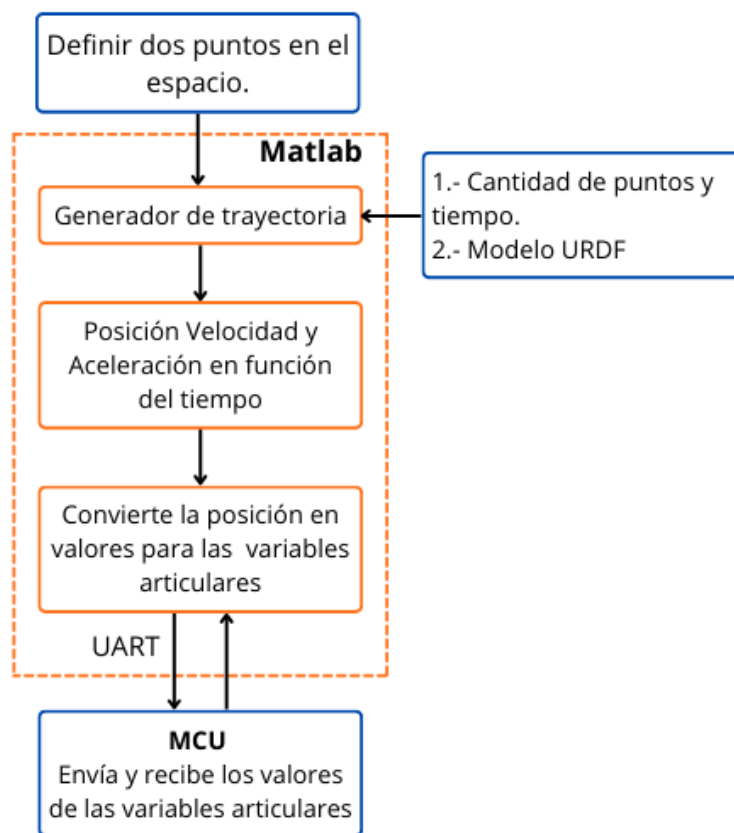 Definir dos puntos en el
espacio.
Matlab
Generador de trayectoria
1.- Cantidad de puntos y
tiempo.
2.- Modelo URDF
Posición Velocidad y
Aceleración en función
del tiempo
Convierte la posición en
valores para las variables
articulares
UART
MCU
Envía y recibe los valores
de las variables articulares